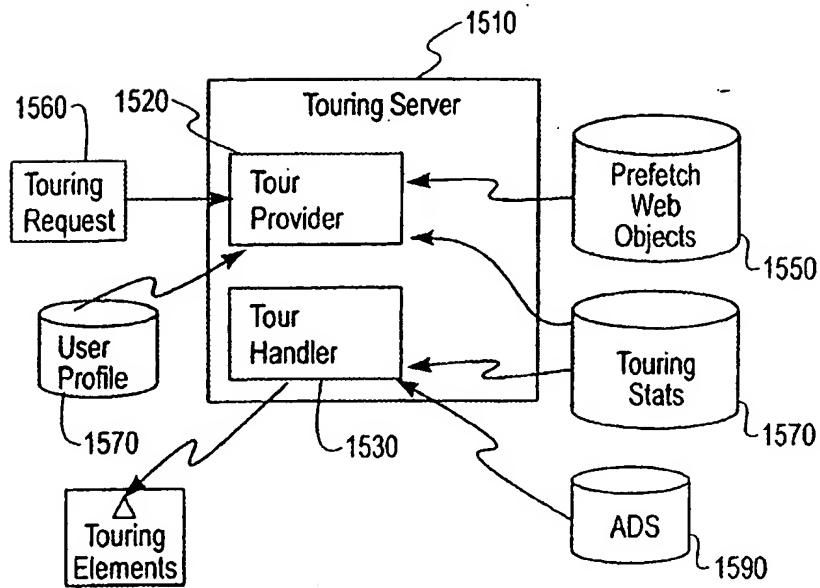 1510
1560
1520
Touring Server
Touring
Request
Tour
Provider
Prefetch
Web
Objects
1550
User
Profile
1570
Tour
Handler
1530
Touring
Stats
1570
Touring
Elements
ADS
1590